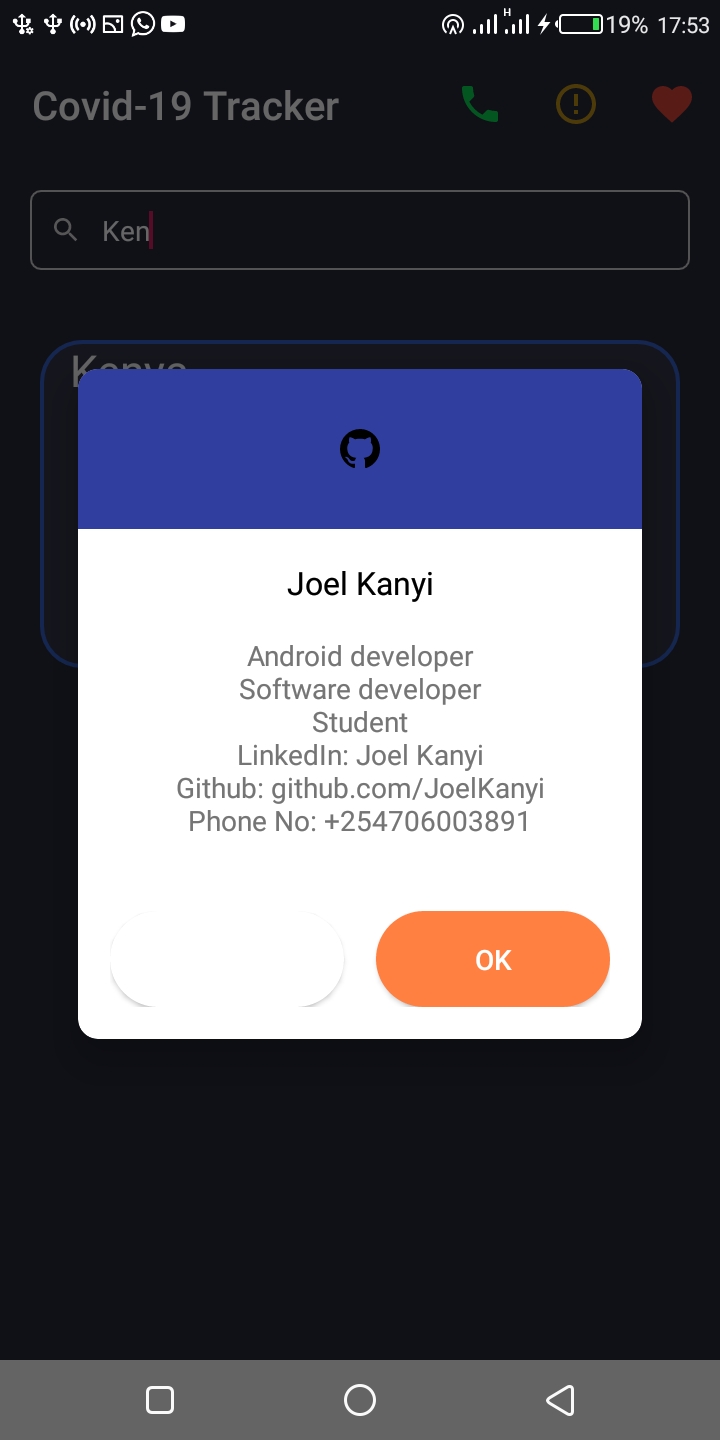 H
19% 17:53
Covid-19 Tracker
Ken
Joel Kanyi
Android developer
Software developer
Student
LinkedIn: Joel Kanyi
Github: github.com/JoelKanyi
Phone No: +254706003891
OK